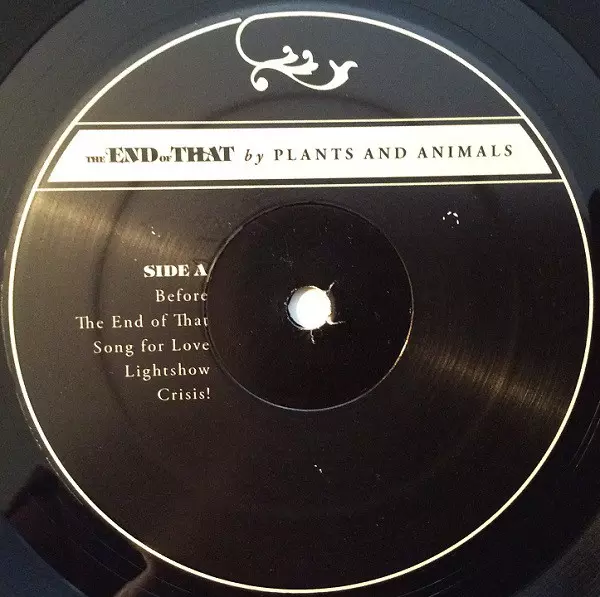 THE END OF THAT by PLANTS AND ANIMALS
SIDE A
Before
The End of That
Song for Love
Lightshow
Crisis!